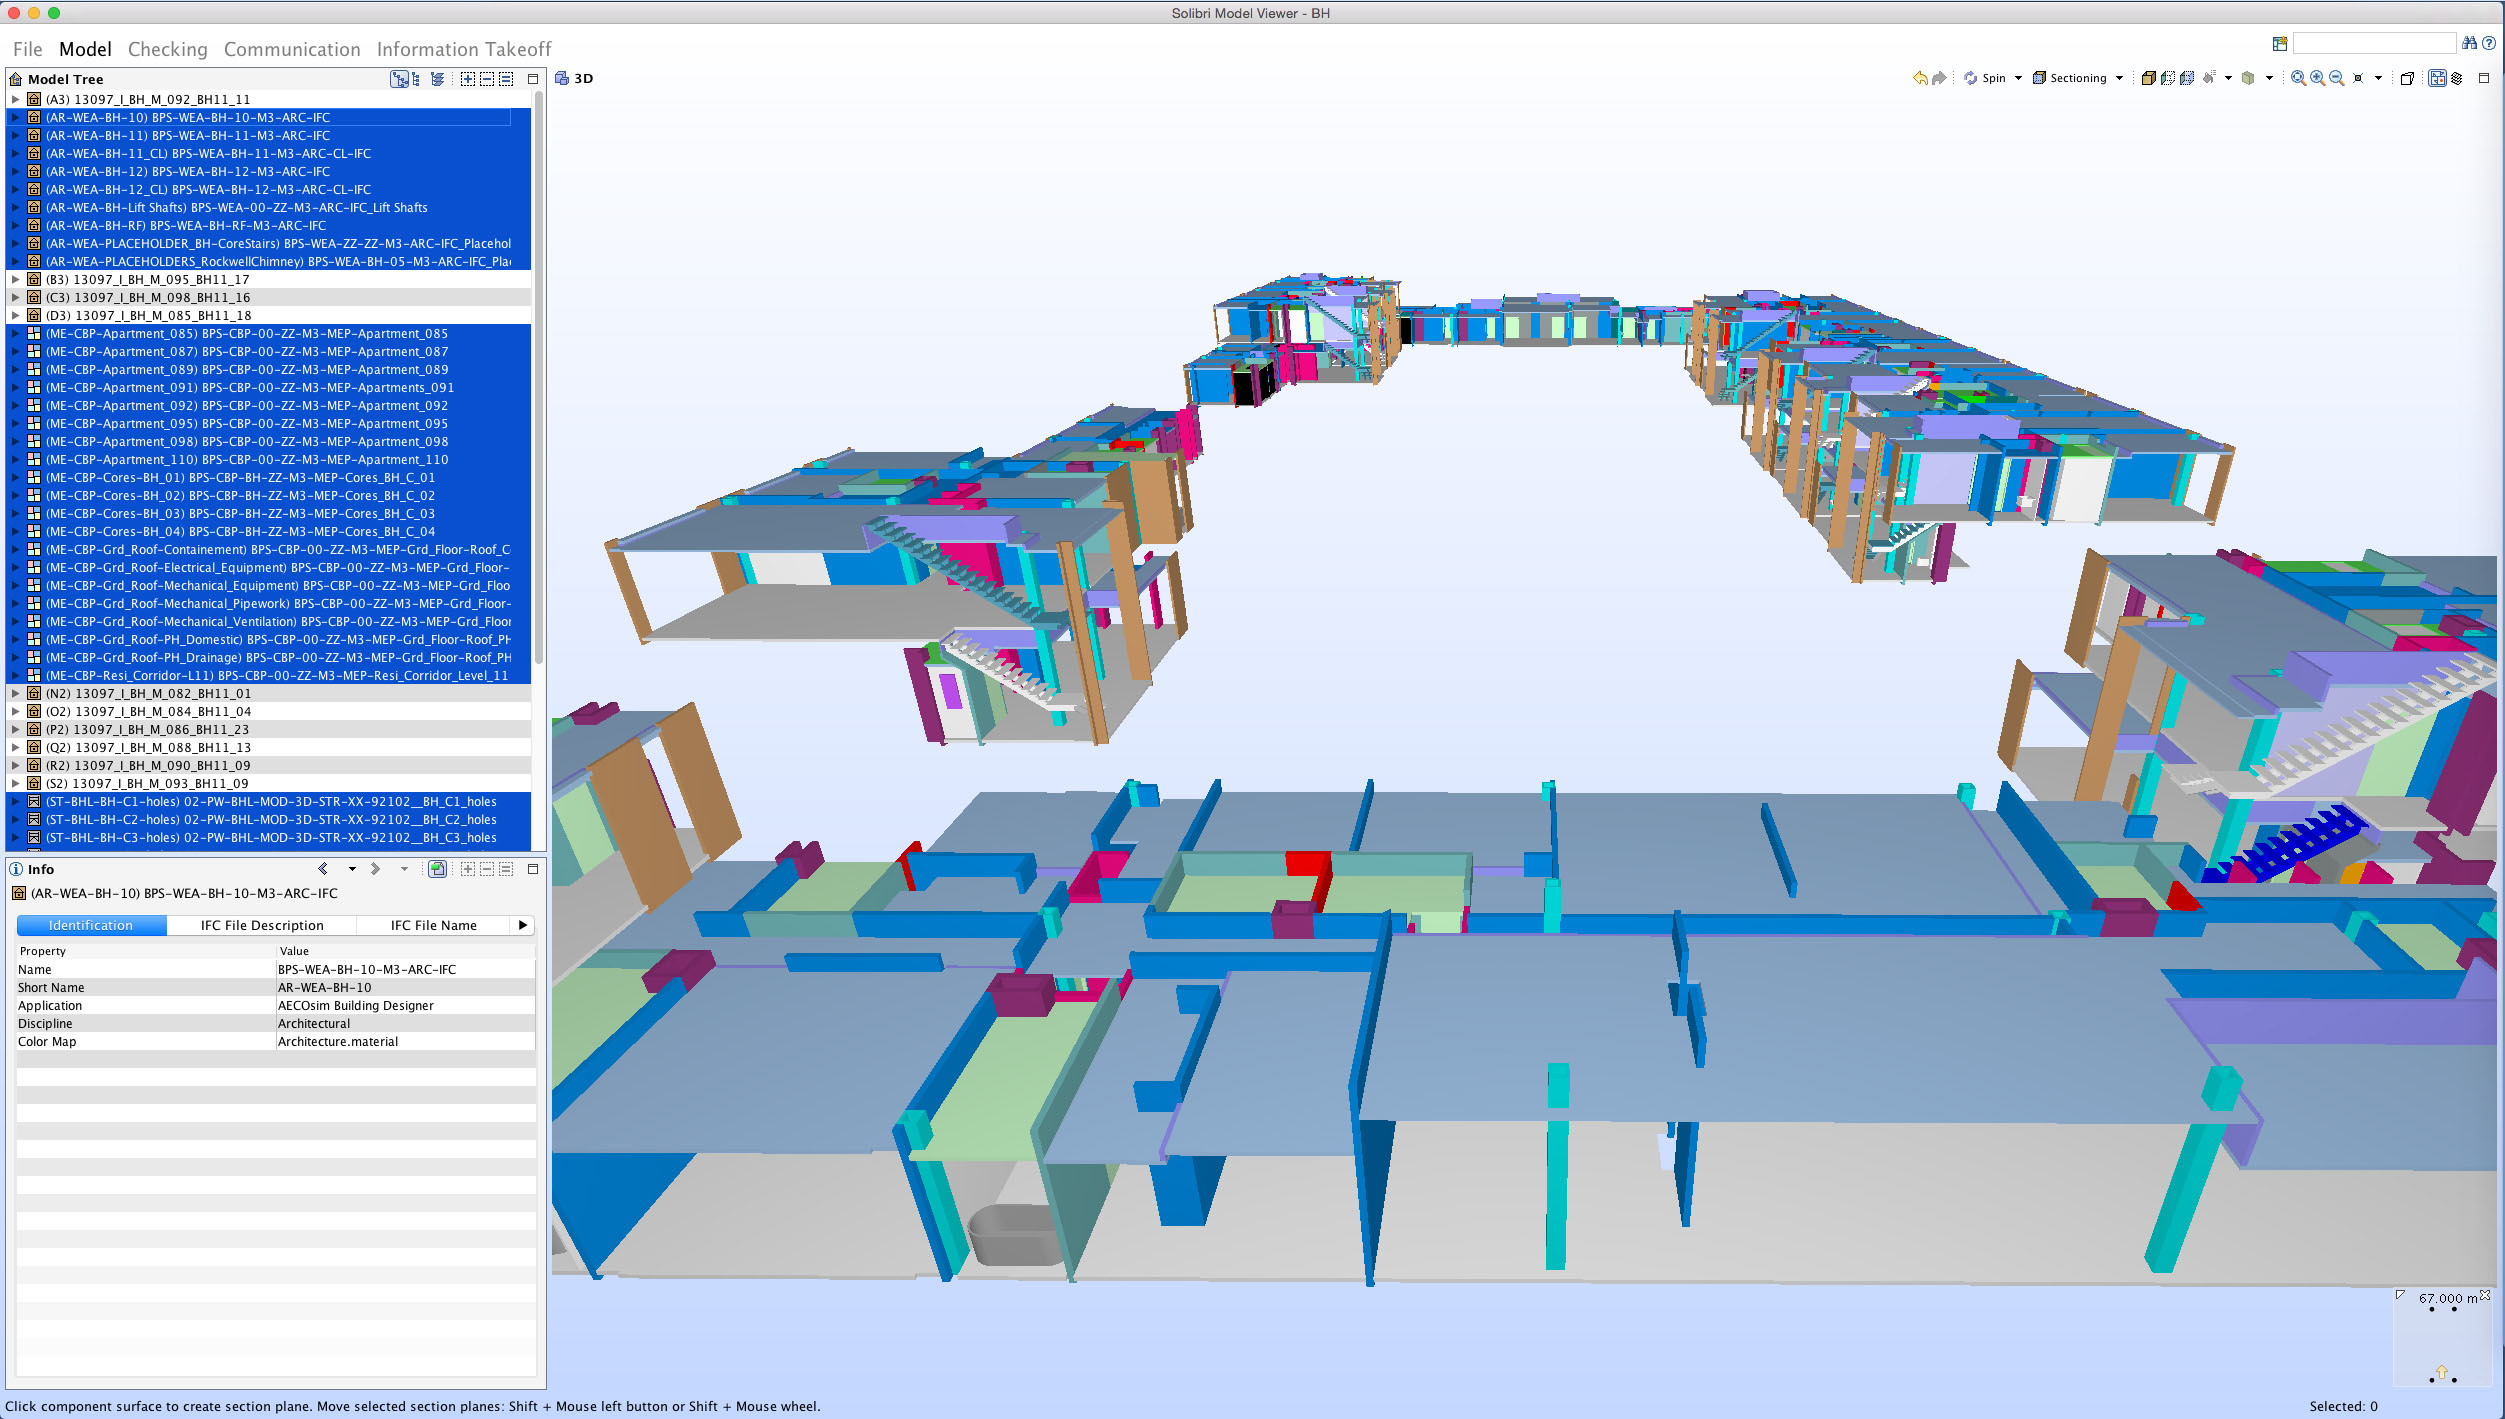 Solibri Model Viewer - BH
File Model Checking Communication Information Takeoff
Model Tree
3D
Spin
Sectioning
(A3) 13097_I_BH_M_092_BH11_11
(AR-WEA-BH-10) BPS-WEA-BH-10-M3-ARC-IFC
(AR-WEA-BH-11) BPS-WEA-BH-11-M3-ARC-IFC
(AR-WEA-BH-11_CL) BPS-WEA-BH-11-M3-ARC-CL-IFC
(AR-WEA-BH-12) BPS-WEA-BH-12-M3-ARC-IFC
(AR-WEA-BH-12_CL) BPS-WEA-BH-12-M3-ARC-CL-IFC
(AR-WEA-BH-Lift Shafts) BPS-WEA-00-ZZ-M3-ARC-IFC_Lift Shafts
(AR-WEA-BH-RF) BPS-WEA-BH-RF-M3-ARC-IFC
(AR-WEA-PLACEHOLDER_BH-CoreStairs) BPS-WEA-ZZ-ZZ-M3-ARC-IFC_Placehol
(AR-WEA-PLACEHOLDERS_RockwellChimney) BPS-WEA-BH-05-M3-ARC-IFC_Pla
(B3) 13097_I_BH_M_095_BH11_17
(C3) 13097_I_BH_M_098_BH11_16
(D3) 13097_I_BH_M_085_BH11_18
(ME-CBP-Apartment_085) BPS-CBP-00-ZZ-M3-MEP-Apartment_085
(ME-CBP-Apartment_087) BPS-CBP-00-ZZ-M3-MEP-Apartment_087
(ME-CBP-Apartment_089) BPS-CBP-00-ZZ-M3-MEP-Apartment_089
(ME-CBP-Apartment_091) BPS-CBP-00-ZZ-M3-MEP-Apartments_091
(ME-CBP-Apartment_092) BPS-CBP-00-ZZ-M3-MEP-Apartment_092
(ME-CBP-Apartment_095) BPS-CBP-00-ZZ-M3-MEP-Apartment_095
(ME-CBP-Apartment_098) BPS-CBP-00-ZZ-M3-MEP-Apartment_098
(ME-CBP-Apartment_110) BPS-CBP-00-ZZ-M3-MEP-Apartment_110
(ME-CBP-Cores-BH_01) BPS-CBP-BH-ZZ-M3-MEP-Cores_BH_C_01
(ME-CBP-Cores-BH_02) BPS-CBP-BH-ZZ-M3-MEP-Cores_BH_C_02
(ME-CBP-Cores-BH_03) BPS-CBP-BH-ZZ-M3-MEP-Cores_BH_C_03
(ME-CBP-Cores-BH_04) BPS-CBP-BH-ZZ-M3-MEP-Cores_BH_C_04
(ME-CBP-Grd_Roof-Containement) BPS-CBP-00-ZZ-M3-MEP-Grd_Floor-Roof_C
(ME-CBP-Grd_Roof-Electrical_Equipment) BPS-CBP-00-ZZ-M3-MEP-Grd_Floor-
(ME-CBP-Grd_Roof-Mechanical_Equipment) BPS-CBP-00-ZZ-M3-MEP-Grd_Floo
(ME-CBP-Grd_Roof-Mechanical_Pipework) BPS-CBP-00-ZZ-M3-MEP-Grd_Floor-
(ME-CBP-Grd_Roof-Mechanical_Ventilation) BPS-CBP-00-ZZ-M3-MEP-Grd_Floor
(ME-CBP-Grd_Roof-PH_Domestic) BPS-CBP-00-ZZ-M3-MEP-Grd_Floor-Roof_PH
(ME-CBP-Grd_Roof-PH_Drainage) BPS-CBP-00-ZZ-M3-MEP-Grd_Floor-Roof_PH
(ME-CBP-Resi_Corridor-L11) BPS-CBP-00-ZZ-M3-MEP-Resi_Corridor_Level_11
(N2) 13097_I_BH_M_082_BH11_01
(O2) 13097_I_BH_M_084_BH11_04
(P2) 13097_I_BH_M_086_BH11_23
(Q2) 13097_I_BH_M_088_BH11_13
(R2) 13097_I_BH_M_090_BH11_09
(S2) 13097_I_BH_M_093_BH11_09
(ST-BHL-BH-C1-holes) 02-PW-BHL-MOD-3D-STR-XX-92102__BH_C1_holes
(ST-BHL-BH-C2-holes) 02-PW-BHL-MOD-3D-STR-XX-92102__BH_C2_holes
(ST-BHL-BH-C3-holes) 02-PW-BHL-MOD-3D-STR-XX-92102__BH_C3_holes
Info
(AR-WEA-BH-10) BPS-WEA-BH-10-M3-ARC-IFC
Identification IFC File Description IFC File Name
Property Value
Name BPS-WEA-BH-10-M3-ARC-IFC
Short Name AR-WEA-BH-10
Application AECOsim Building Designer
Discipline Architectural
Color Map Architecture.material
67.000 m
Click component surface to create section plane. Move selected section planes: Shift + Mouse left button or Shift + Mouse wheel.
Selected: 0